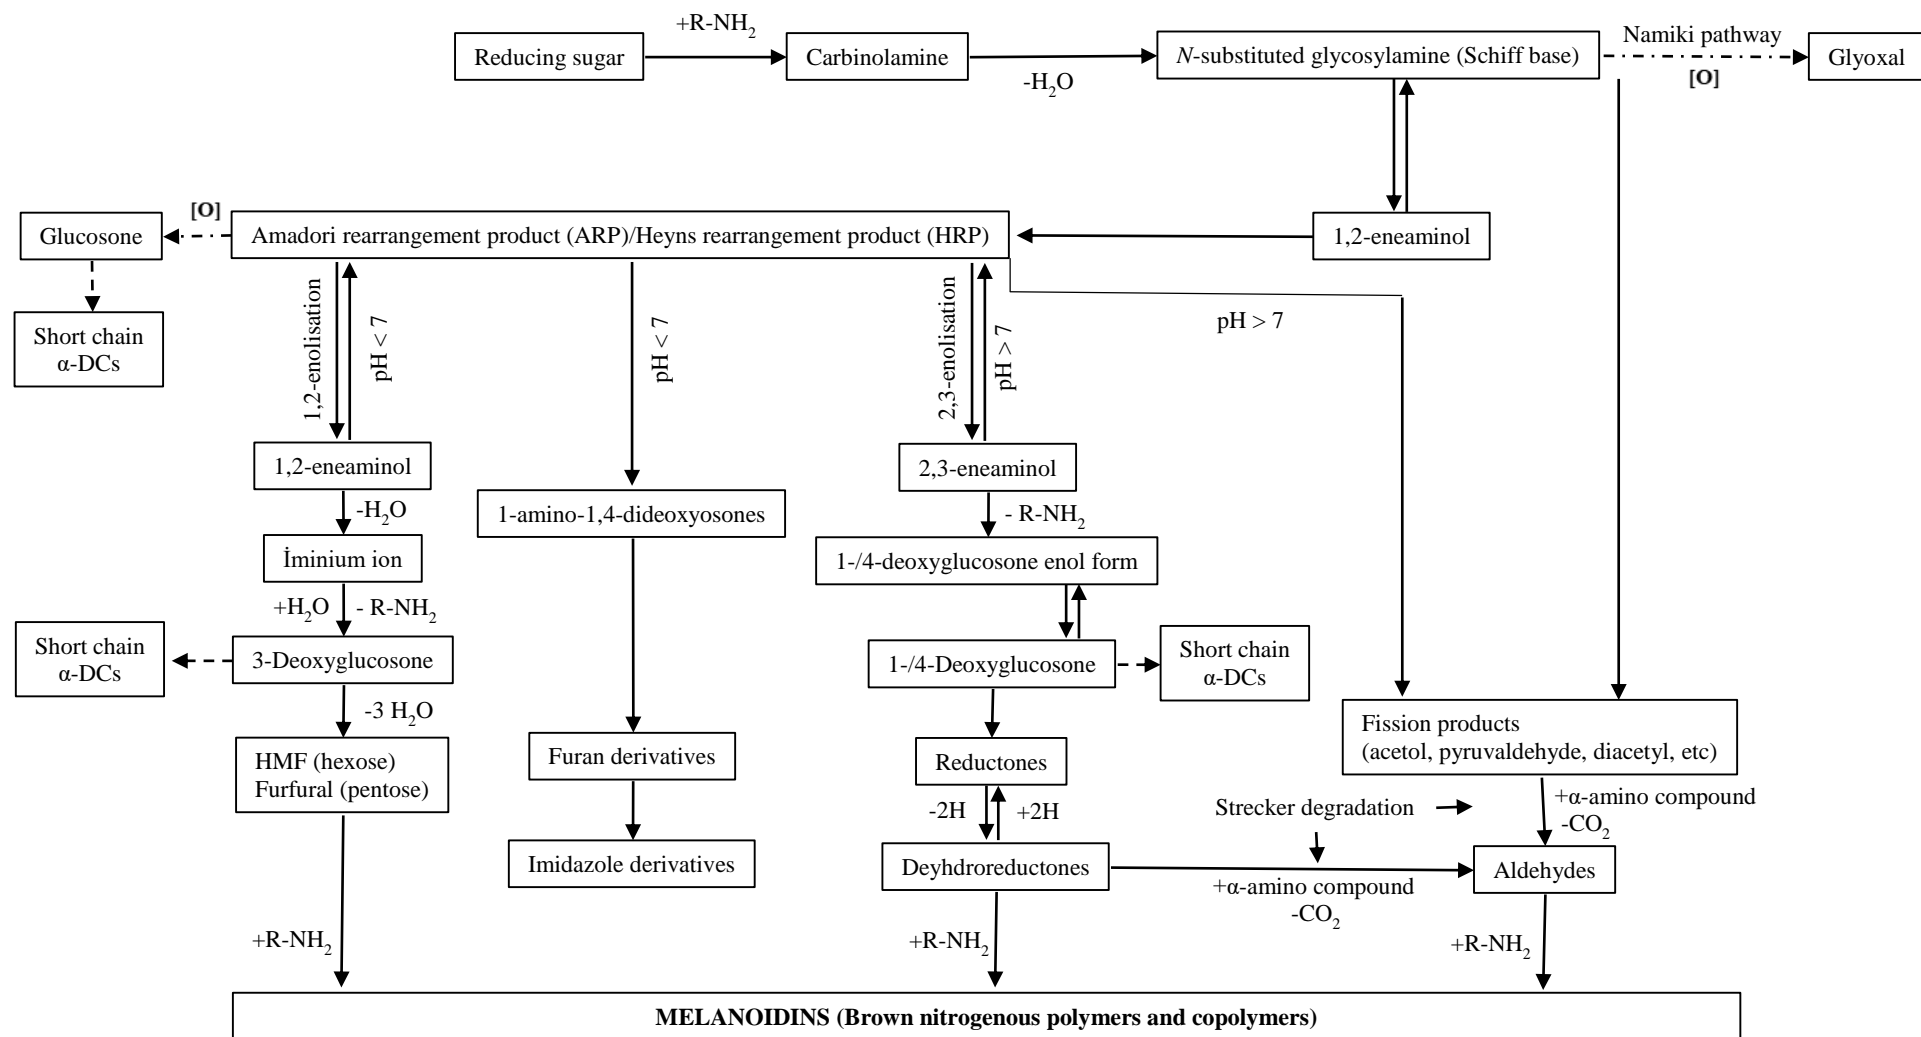 +R-NH2
Reducing sugar
Carbinolamine
-H2O
N-substituted glycosylamine (Schiff base)
Namiki pathway
[O]
Glyoxal
[O]
Glucosone
Amadori rearrangement product (ARP)/Heyns rearrangement product (HRP)
1,2-eneaminol
Short chain
α-DCs
1,2-enolisation
pH < 7
pH < 7
2,3-enolisation
pH > 7
pH > 7
1,2-eneaminol
-H2O
İminium ion
+H2O
- R-NH2
Short chain
α-DCs
3-Deoxyglucosone
-3 H2O
HMF (hexose)
Furfural (pentose)
+R-NH2
1-amino-1,4-dideoxyosones
Furan derivatives
Imidazole derivatives
2,3-eneaminol
- R-NH2
1-/4-deoxyglucosone enol form
1-/4-Deoxyglucosone
Short chain
α-DCs
Reductones
-2H
+2H
Deyhdroreductones
+R-NH2
Fission products
(acetol, pyruvaldehyde, diacetyl, etc)
Strecker degradation
+α-amino compound
-CO2
+α-amino compound
-CO2
Aldehydes
+R-NH2
MELANOIDINS (Brown nitrogenous polymers and copolymers)